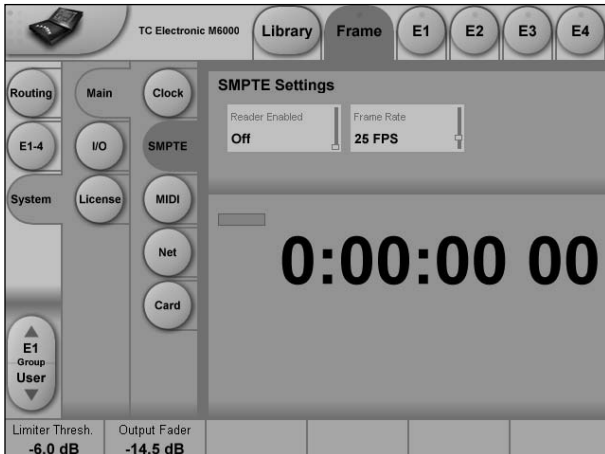 TC Electronic M6000
Library
Frame
E1
E2
E3
E4
Routing
Main
Clock
E1-4
I/O
SMPTE
System
License
MIDI
Net
Card
SMPTE Settings
Reader Enabled
Off
Frame Rate
25 FPS
0:00:00 00
E1
Group
User
Limiter Thresh.
-6.0 dB
Output Fader
-14.5 dB